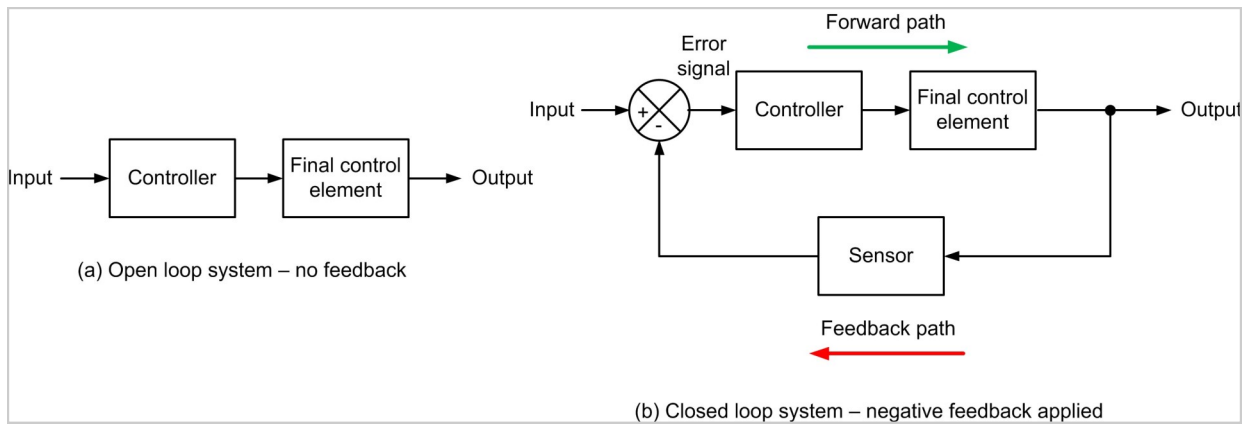 Input
Controller
Final control
element
Output
(a) Open loop system – no feedback
Forward path
Error
signal
Input
+
-
Controller
Final control
element
Output
Sensor
Feedback path
(b) Closed loop system – negative feedback applied